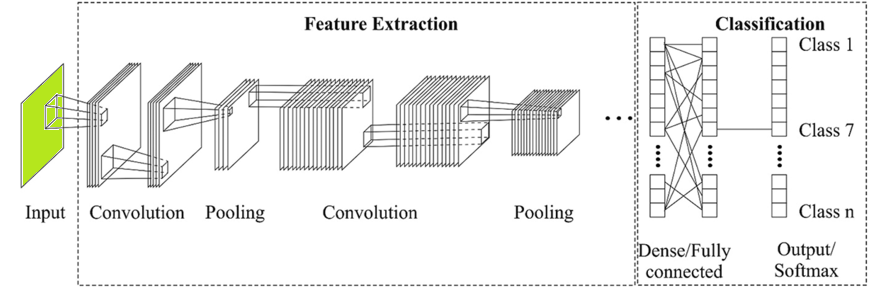 Feature Extraction
Classification
Class 1
Class 7
Class n
Input
Convolution
Pooling
Convolution
Pooling
Dense/Fully
connected
Output/
Softmax